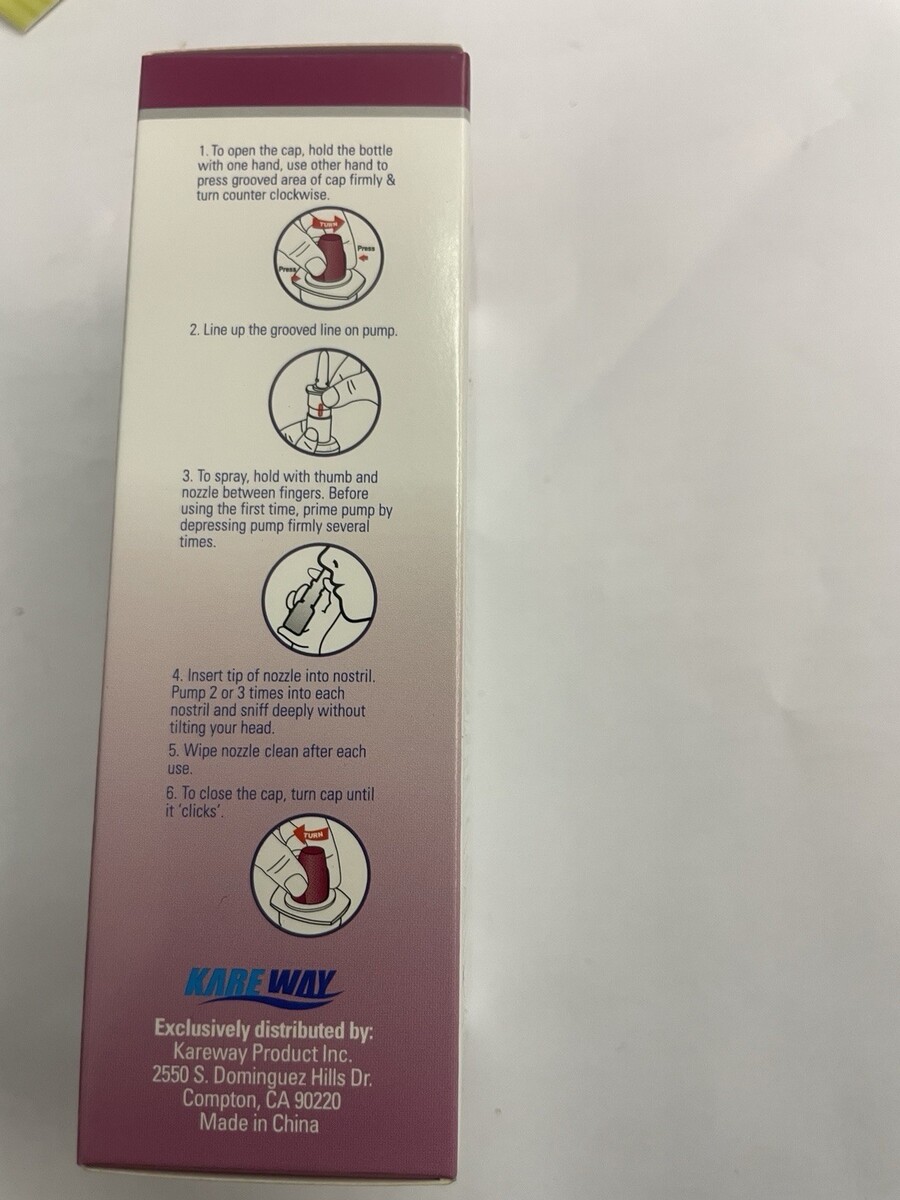 1. To open the cap, hold the bottle
with one hand, use other hand to
press grooved area of cap firmly &
turn counter clockwise.
TURN
Press
Press
2. Line up the grooved line on pump.
3. To spray, hold with thumb and
nozzle between fingers. Before
using the first time, prime pump by
depressing pump firmly several
times.
4. Insert tip of nozzle into nostril.
Pump 2 or 3 times into each
nostril and sniff deeply without
tilting your head.
5. Wipe nozzle clean after each
use.
6. To close the cap, turn cap until
it 'clicks'.
TURN
KARE WAY
Exclusively distributed by:
Kareway Product Inc.
2550 S. Dominguez Hills Dr.
Compton, CA 90220
Made in China